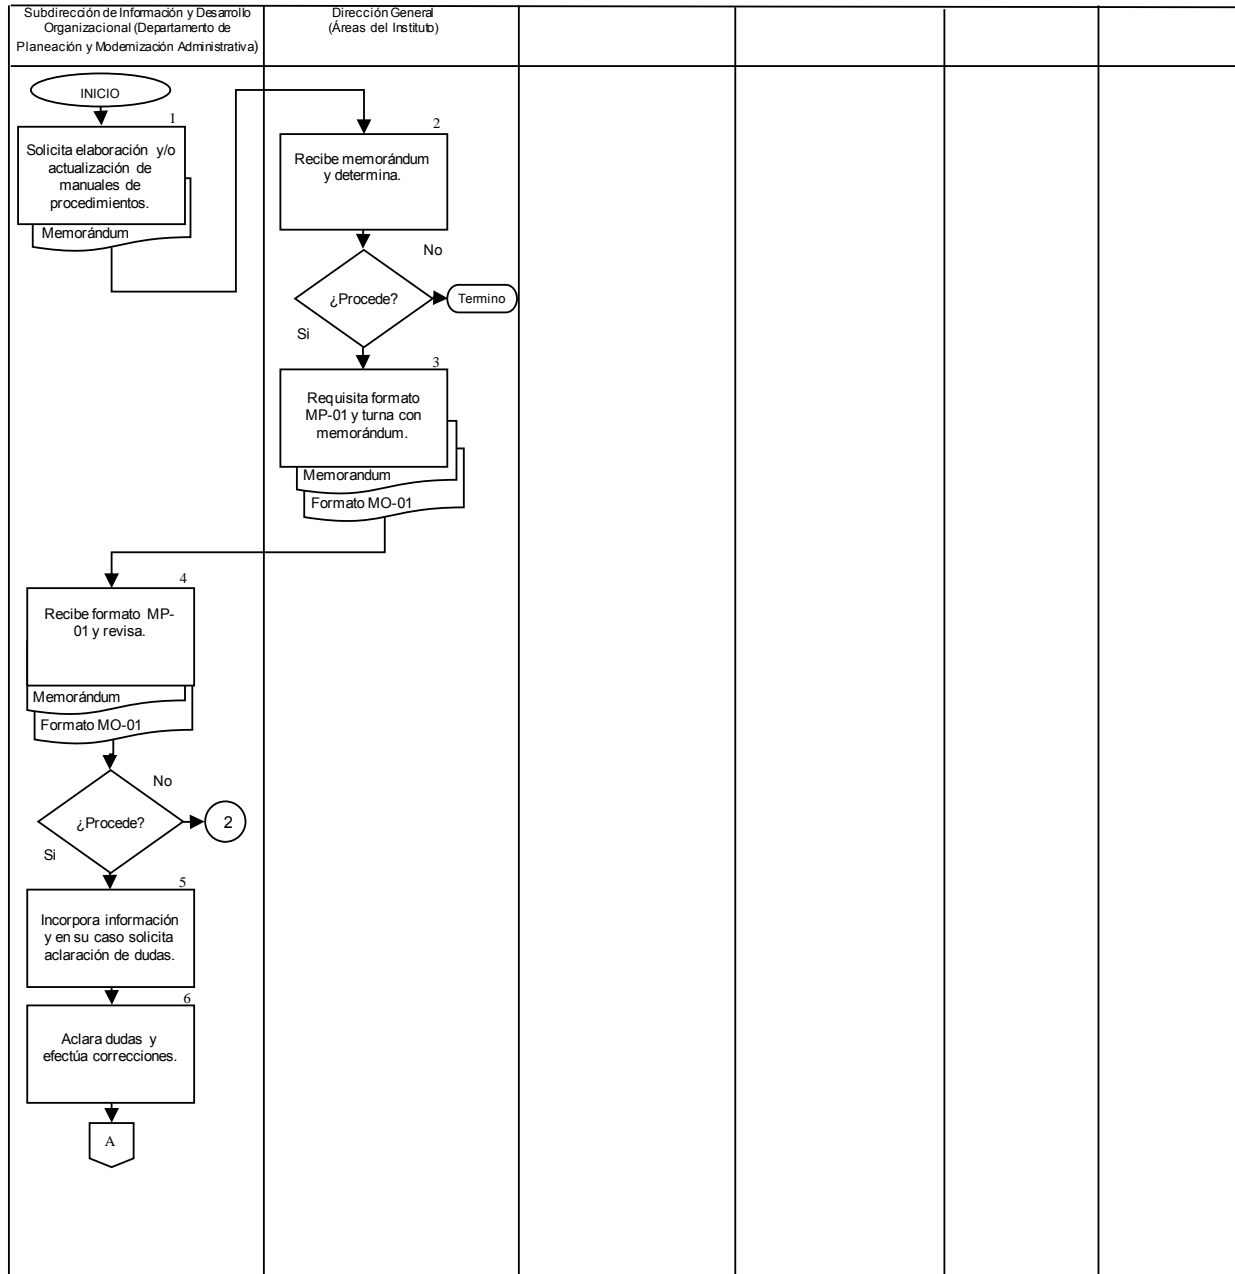 Subdirección de Información y Desarrollo
Organizacional (Departamento de
Planeación y Modernización Administrativa)
Dirección General
(Áreas del Instituto)
INICIO
1
Solicita elaboración y/o
actualización de
manuales de
procedimientos.
Memorándum
2
Recibe memorándum
y determina.
No
¿Procede?
Termino
Si
3
Requisita formato
MP-01 y turna con
memorándum.
Memorandum
Formato MO-01
4
Recibe formato MP-
01 y revisa.
Memorándum
Formato MO-01
No
¿Procede?
2
Si
5
Incorpora información
y en su caso solicita
aclaración de dudas.
6
Aclara dudas y
efectúa correcciones.
A